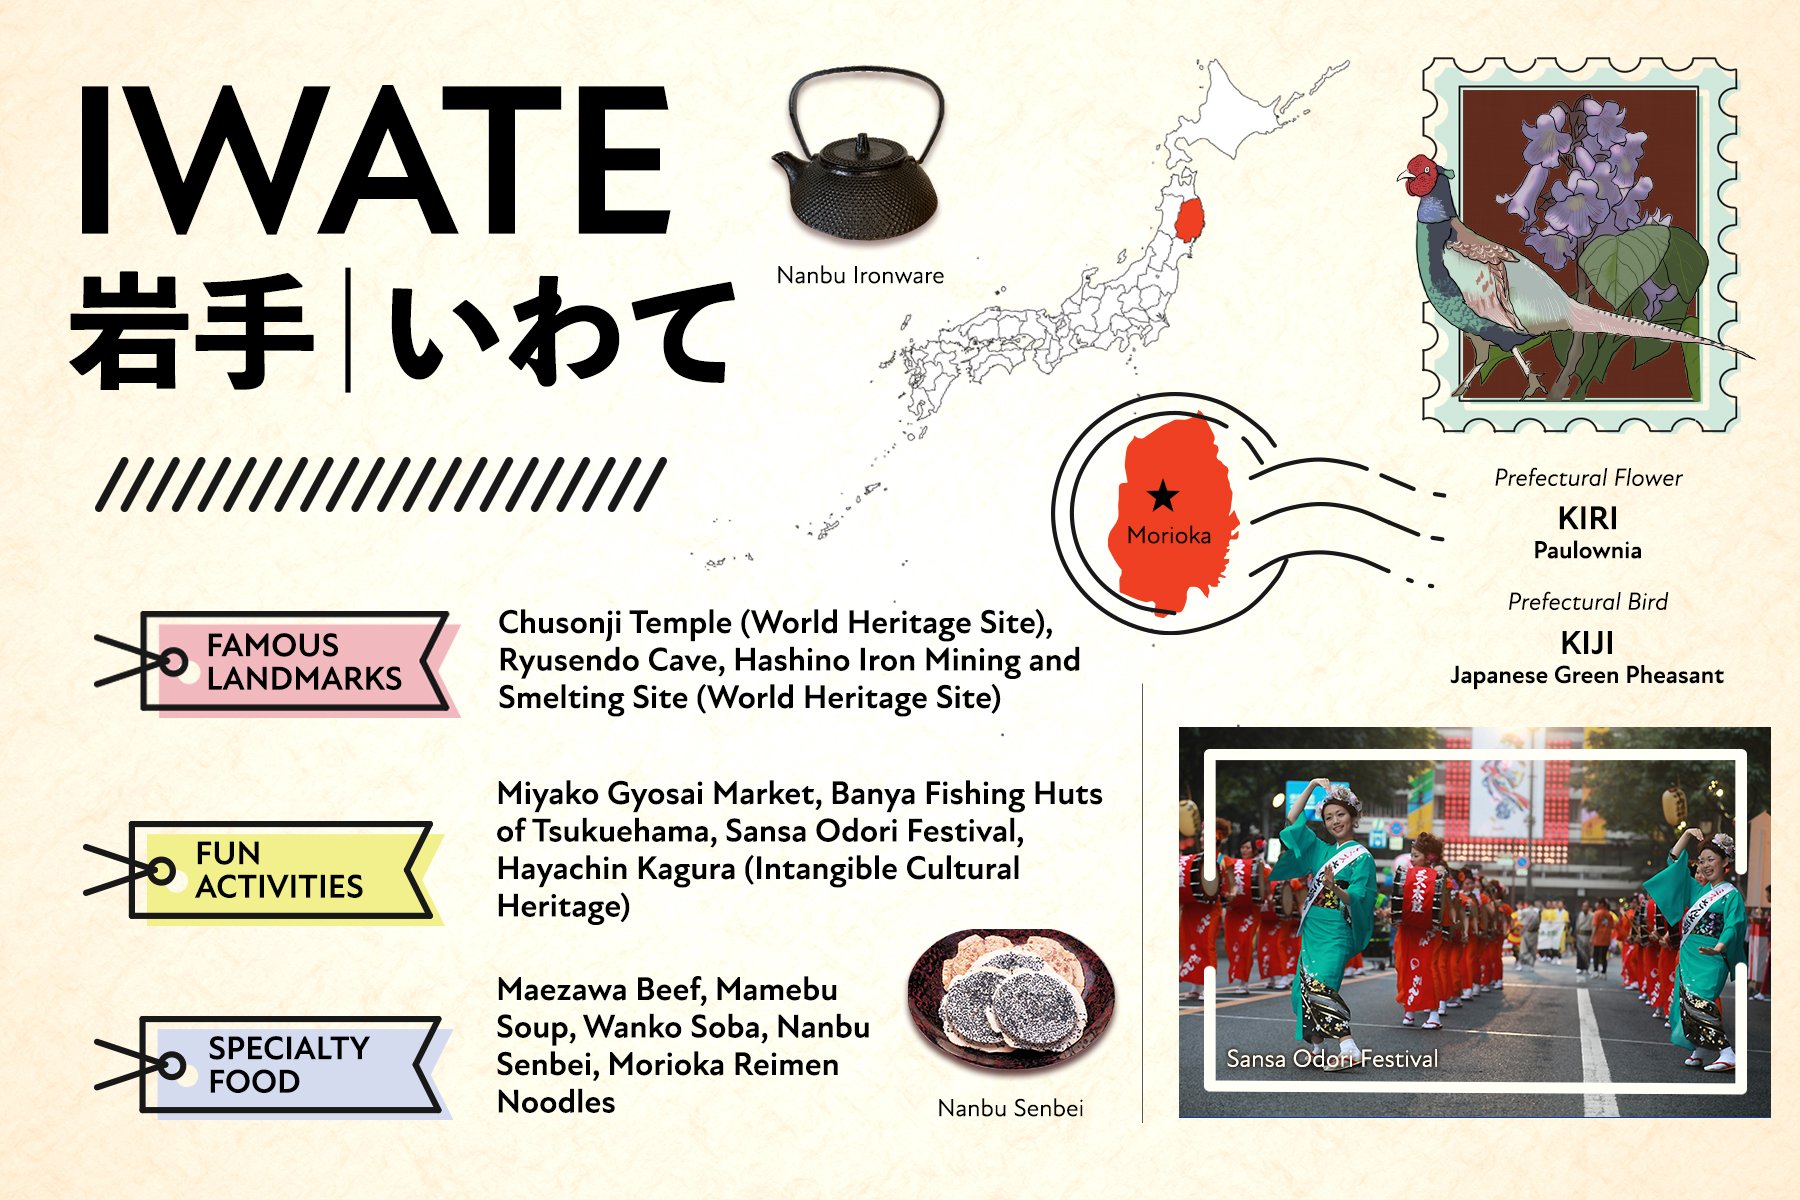 IWATE
岩手 | いわて
Nanbu Ironware
Morioka
Prefectural Flower
KIRI
Paulownia
Prefectural Bird
KIJI
Japanese Green Pheasant
FAMOUS
LANDMARKS
Chusonji Temple (World Heritage Site),
Ryusendo Cave, Hashino Iron Mining and
Smelting Site (World Heritage Site)
FUN
ACTIVITIES
Miyako Gyosai Market, Banya Fishing Huts
of Tsukuehama, Sansa Odori Festival,
Hayachin Kagura (Intangible Cultural
Heritage)
SPECIALTY
FOOD
Maezawa Beef, Mamebu
Soup, Wanko Soba, Nanbu
Senbei, Morioka Reimen
Noodles
Nanbu Senbei
Sansa Odori Festival